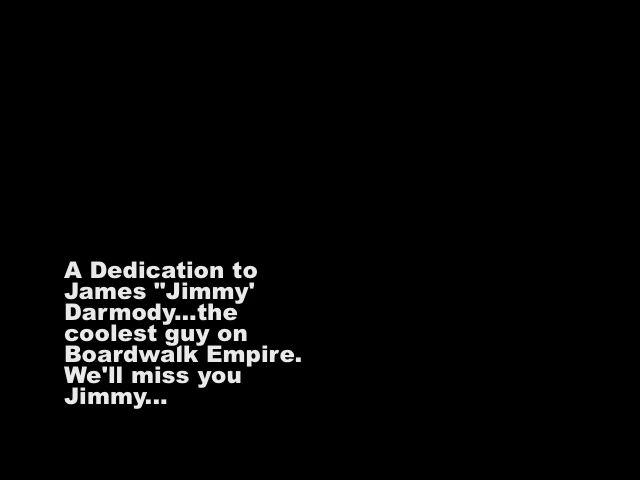 A Dedication to
James "Jimmy'
Darmody...the
coolest guy on
Boardwalk Empire.
We'll miss you
Jimmy...